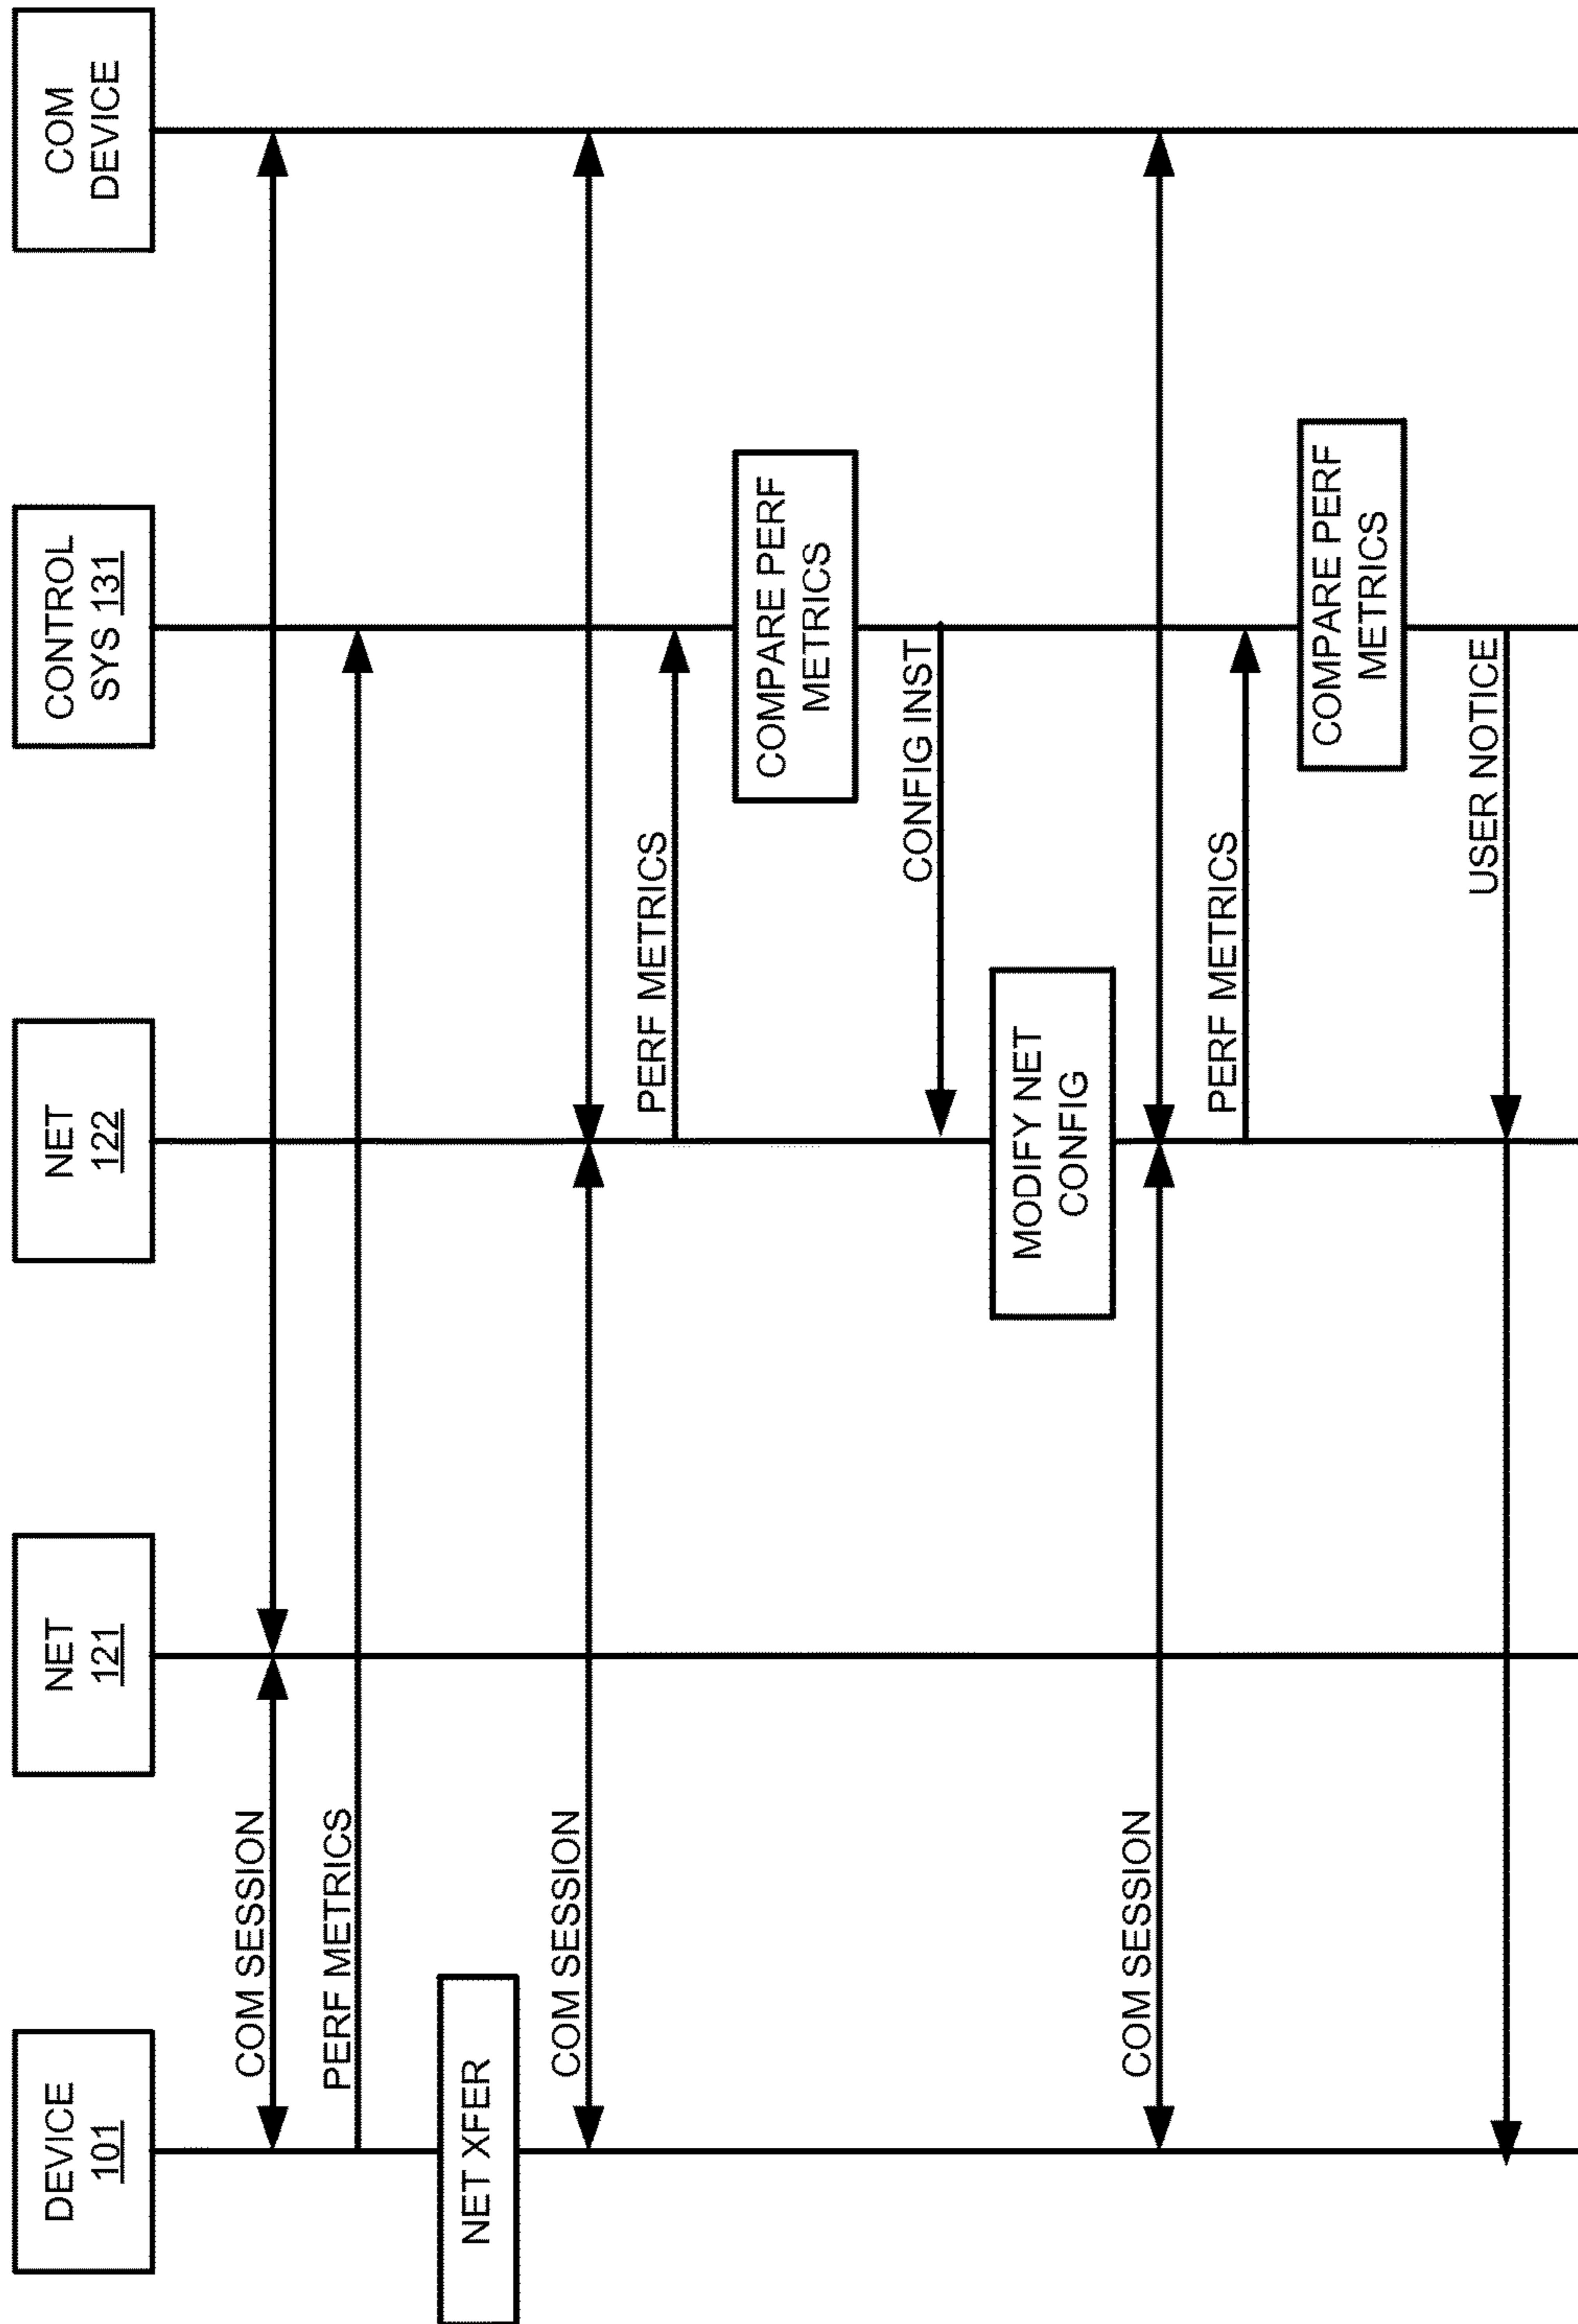 DEVICE
101
NET
121
NET
122
CONTROL
SYS 131
COM
DEVICE
COM SESSION
PERF METRICS
NET XFER
COM SESSION
PERF METRICS
COMPARE PERF
METRICS
CONFIG INST
MODIFY NET
CONFIG
COM SESSION
PERF METRICS
COMPARE PERF
METRICS
USER NOTICE